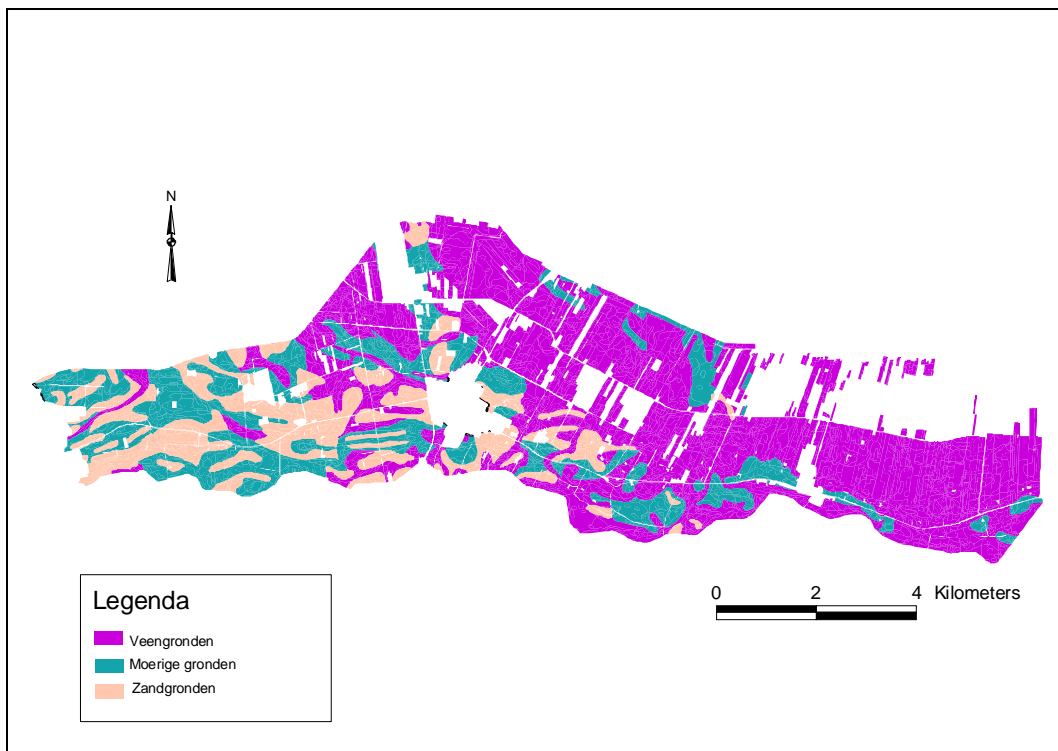 N
0 2 4 Kilometers
Legenda
Veengronden
Moerige gronden
Zandgronden